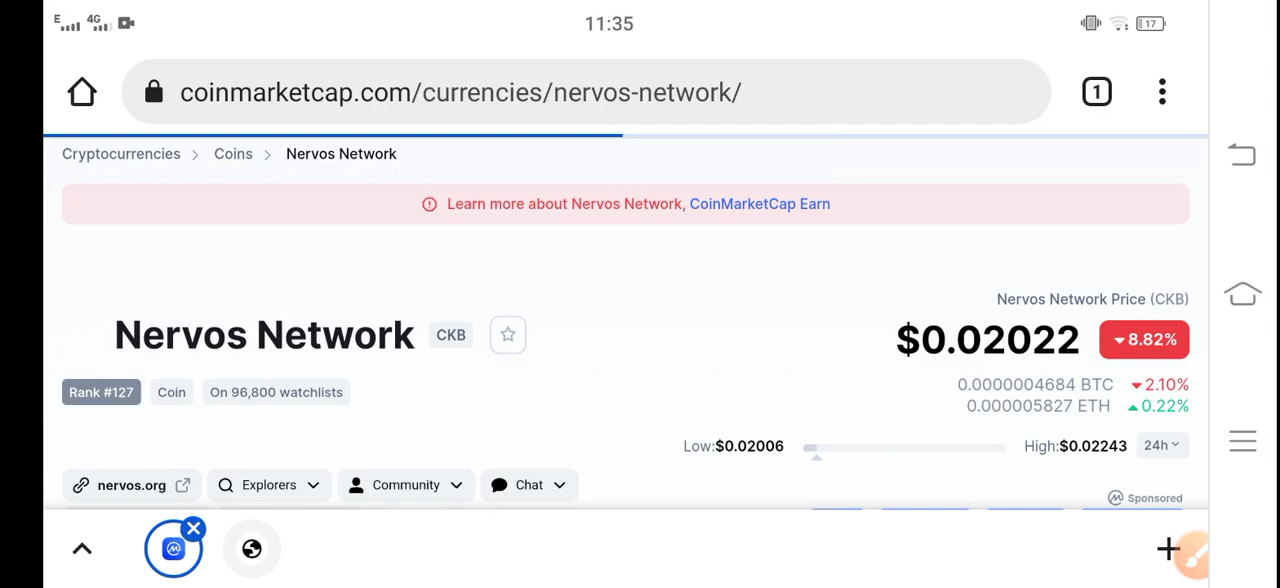 E 4G 11:35 17
coinmarketcap.com/currencies/nervos-network/ 1
Cryptocurrencies > Coins > Nervos Network
Learn more about Nervos Network, CoinMarketCap Earn
Nervos Network Price (CKB)
Nervos Network CKB $0.02022 8.82%
Rank #127 Coin On 96,800 watchlists 0.0000004684 BTC 2.10%
0.000005827 ETH 0.22%
Low:$0.02006 High:$0.02243 24h
nervos.org Explorers Community Chat
Sponsored